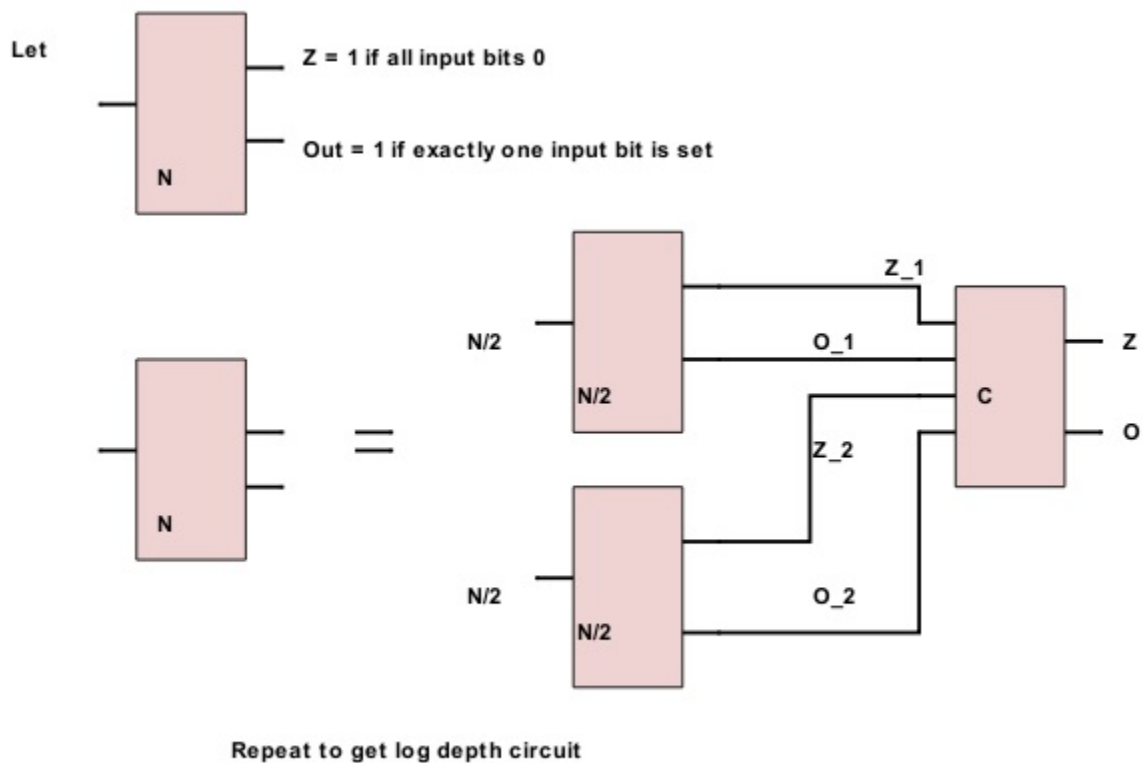 Let
Z = 1 if all input bits 0
Out = 1 if exactly one input bit is set
N
Z_1
N/2
O_1
Z
N/2
C
N
Z_2
O
N/2
O_2
N/2
Repeat to get log depth circuit